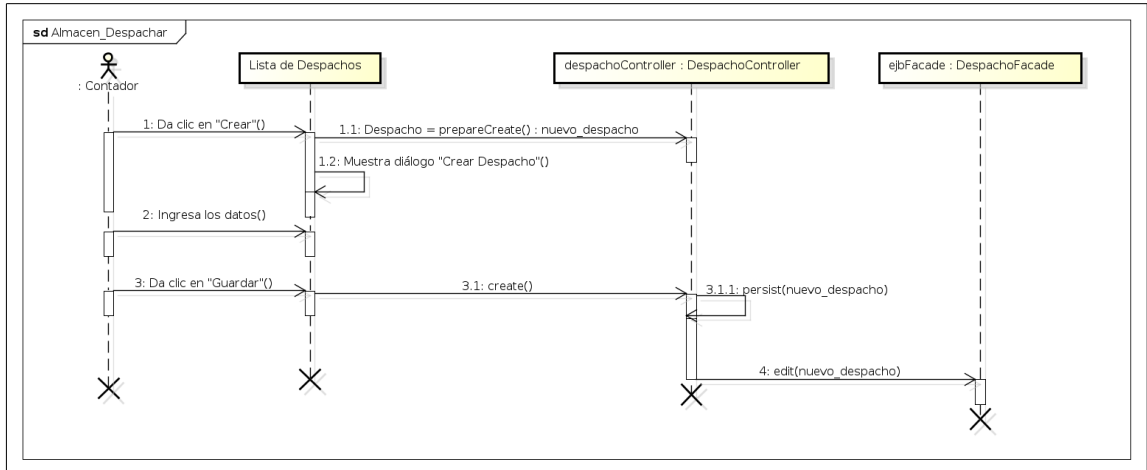 sd Almacen_Despachar
: Contador
Lista de Despachos
despachoController : DespachoController
ejbFacade : DespachoFacade
1: Da clic en "Crear"()
1.1: Despacho = prepareCreate() : nuevo_despacho
1.2: Muestra diálogo "Crear Despacho"()
2: Ingresa los datos()
3: Da clic en "Guardar"()
3.1: create()
3.1.1: persist(nuevo_despacho)
4: edit(nuevo_despacho)